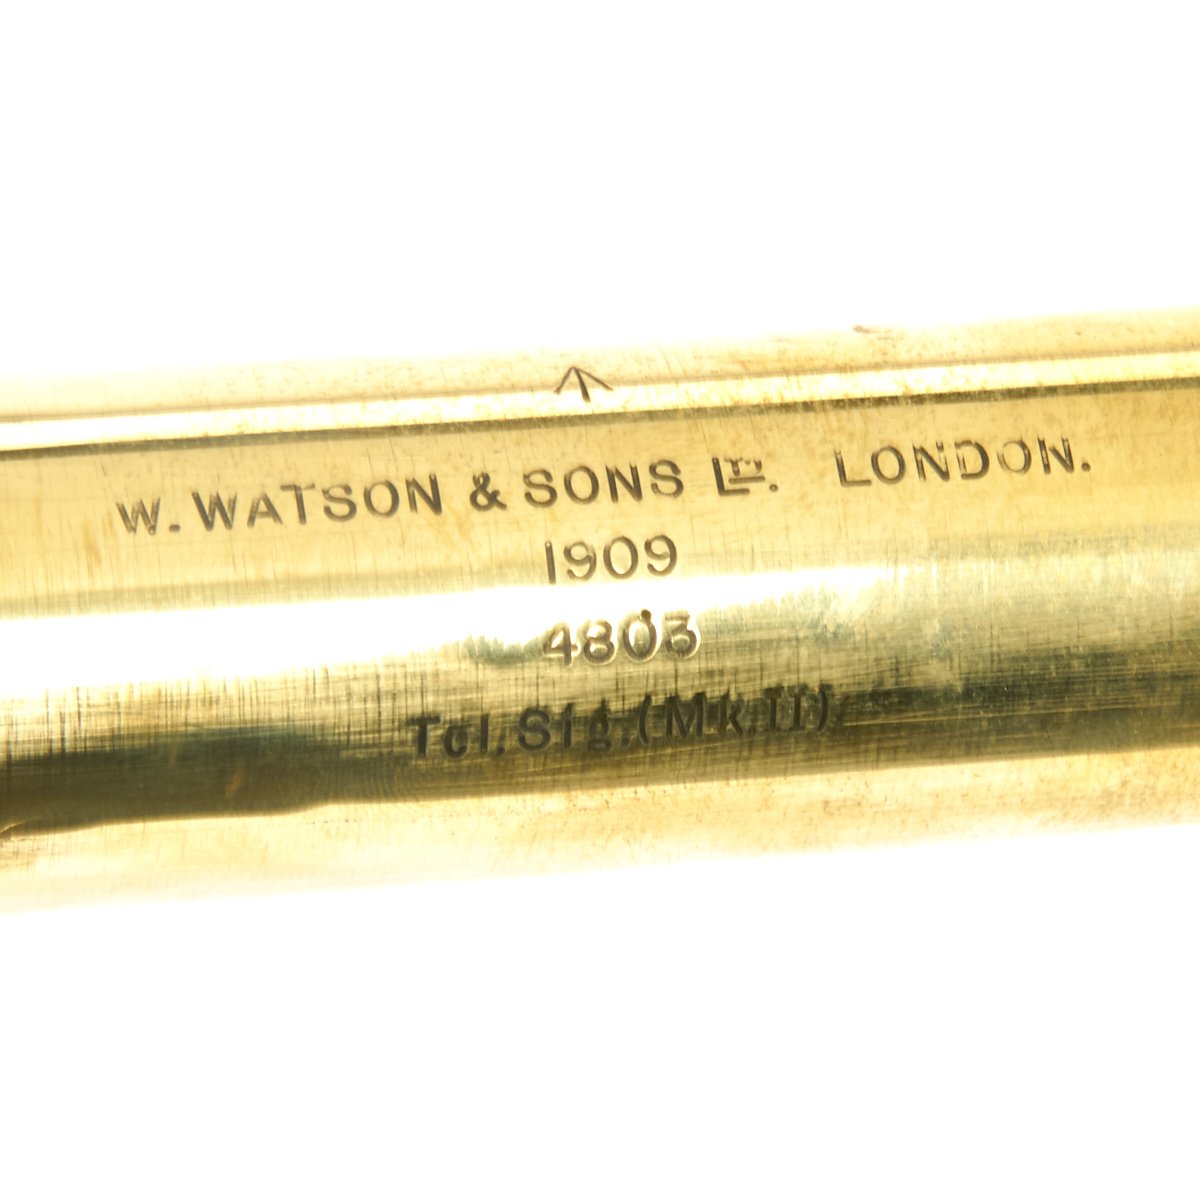 W. WATSON & SONS LTD. LONDON.
1909
4803
Tel. Sig. (Mk. II)